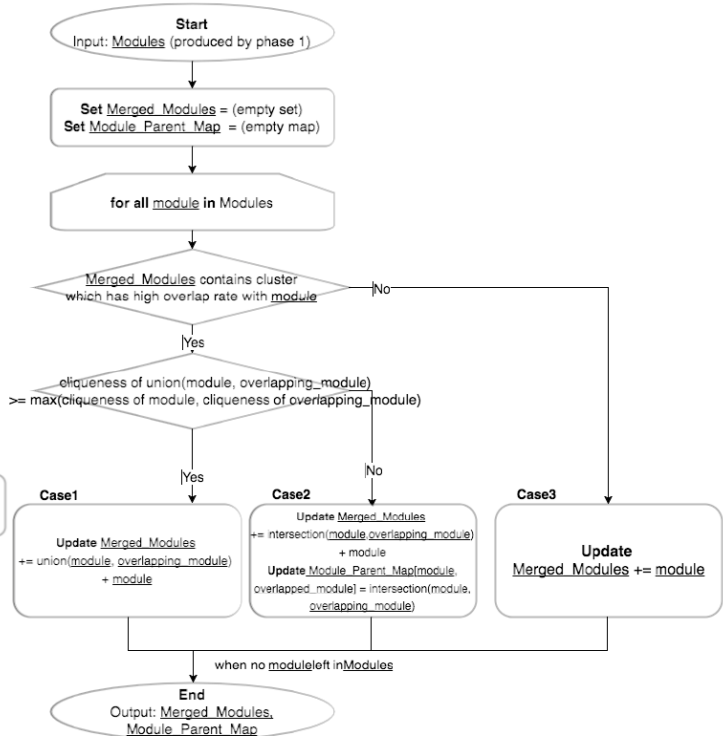 Start
Input: Modules (produced by phase 1)
Set Merged_Modules = (empty set)
Set Module_Parent_Map = (empty map)
for all module in Modules
Merged_Modules contains cluster
which has high overlap rate with module
No
Yes
cliqueness of union(module, overlapping_module)
>= max(cliqueness of module, cliqueness of overlapping_module)
Yes
No
Case1
Update Merged_Modules
+= union(module, overlapping_module)
+ module
Case2
Update Merged_Modules
+= intersection(module,overlapping_module)
+ module
Update Module_Parent_Map[module,
overlapped_module] = intersection(module,
overlapping_module)
Case3
Update
Merged_Modules += module
when no moduleleft inModules
End
Output: Merged_Modules,
Module_Parent_Map